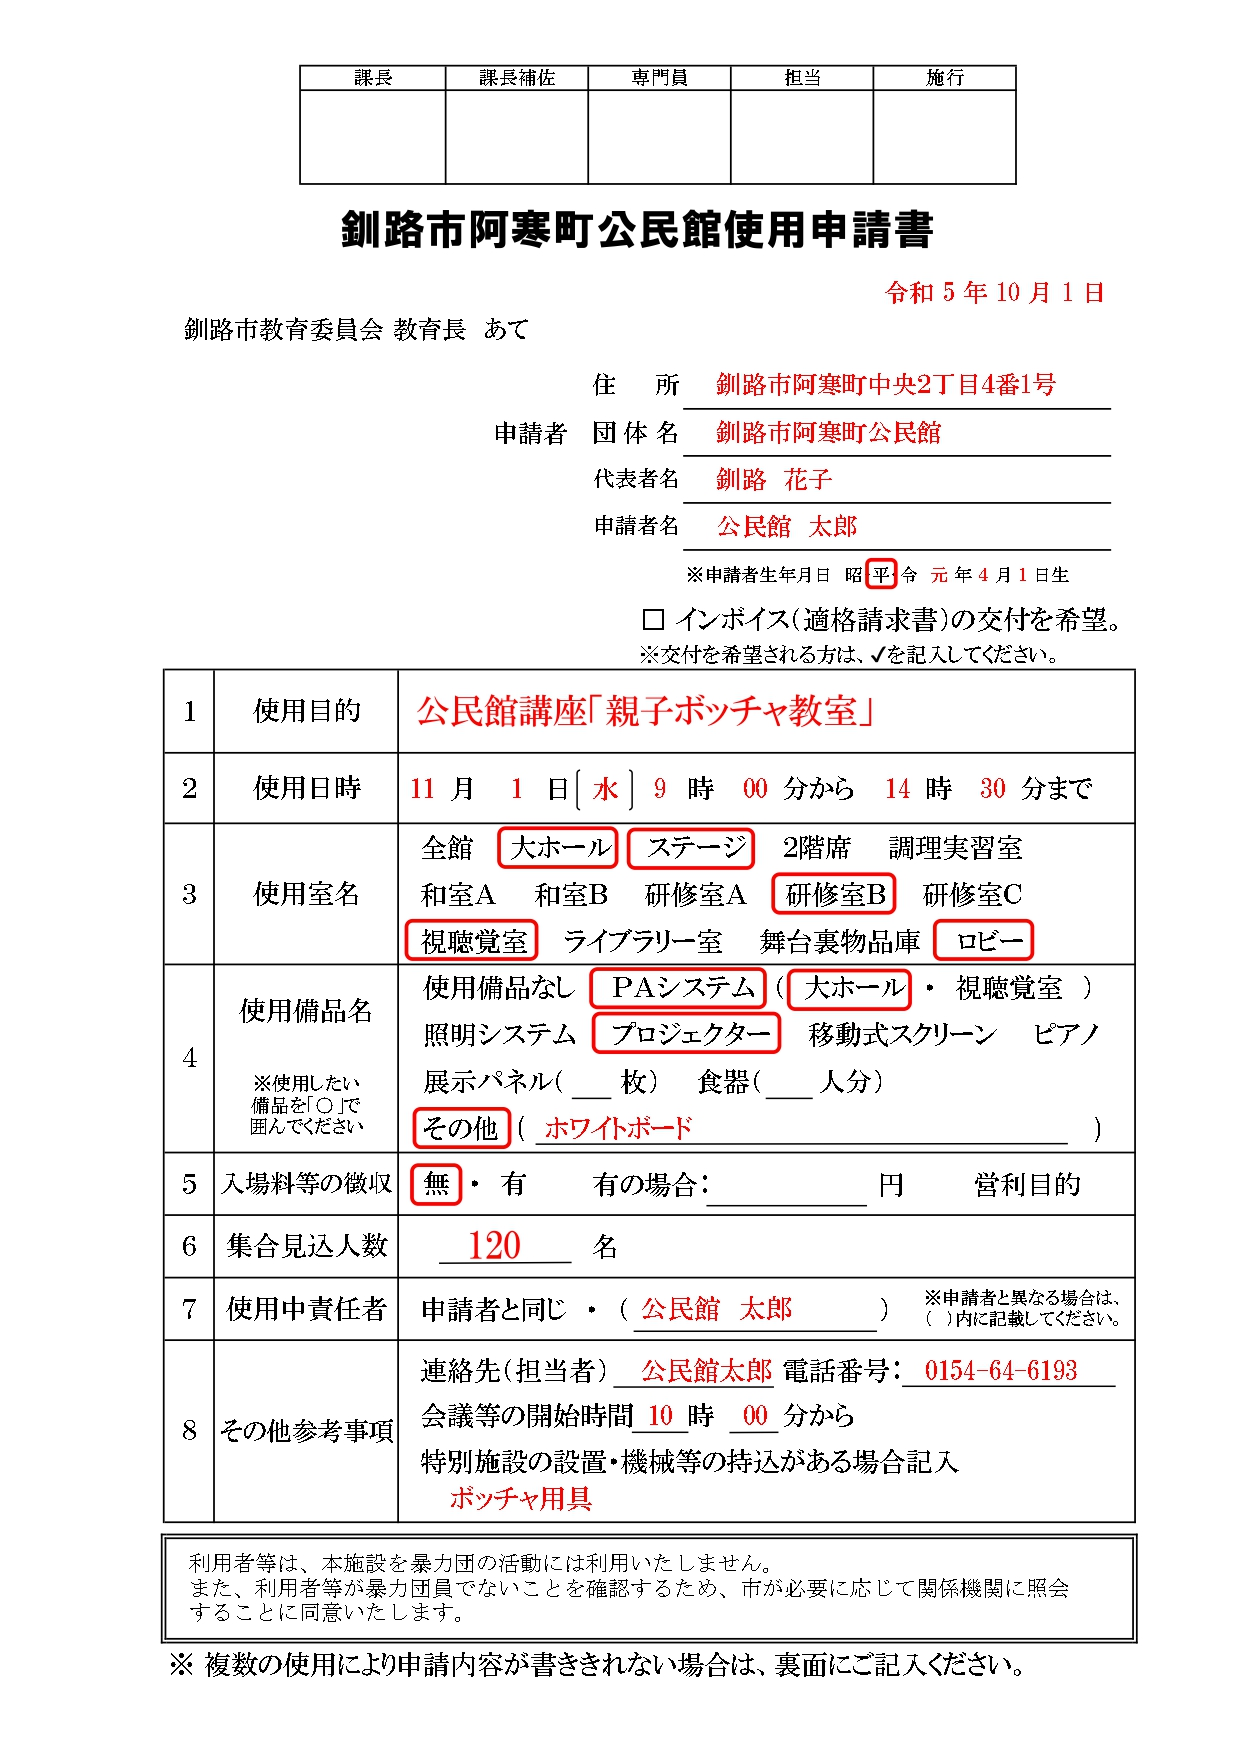 課長 課長補佐 専門員 担当 施行
釧路市阿寒町公民館使用申請書
令和 5 年 10 月 1 日
釧路市教育委員会 教育長 あて
住 所 釧路市阿寒町中央2丁目4番1号
申請者 団体名 釧路市阿寒町公民館
代表者名 釧路 花子
申請者名 公民館 太郎
※申請者生年月日 昭・平・令 元 年 4 月 1 日生
□ インボイス(適格請求書)の交付を希望。
※交付を希望される方は、✓を記入してください。
1 使用目的 公民館講座「親子ボッチャ教室」
2 使用日時 11 月 1 日〔 水 〕 9 時 00 分から 14 時 30 分まで
3 使用室名
全館 大ホール ステージ 2階席 調理実習室
和室A 和室B 研修室A 研修室B 研修室C
視聴覚室 ライブラリー室 舞台裏物品庫 ロビー
4 使用備品名
※使用したい
備品を「○」で
囲んでください
使用備品なし PAシステム ( 大ホール ・ 視聴覚室 )
照明システム プロジェクター 移動式スクリーン ピアノ
展示パネル( 枚) 食器( 人分)
その他 ( ホワイトボード )
5 入場料等の徴収 無 ・ 有 有の場合: 円 営利目的
6 集合見込人数 120 名
7 使用中責任者 申請者と同じ ・ ( 公民館 太郎 )
※申請者と異なる場合は、
( )内に記載してください。
8 その他参考事項
連絡先(担当者) 公民館太郎 電話番号: 0154-64-6193
会議等の開始時間 10 時 00 分から
特別施設の設置・機械等の持込がある場合記入
ボッチャ用具
利用者等は、本施設を暴力団の活動には利用いたしません。
また、利用者等が暴力団員でないことを確認するため、市が必要に応じて関係機関に照会
することに同意いたします。
※ 複数の使用により申請内容が書ききれない場合は、裏面にご記入ください。